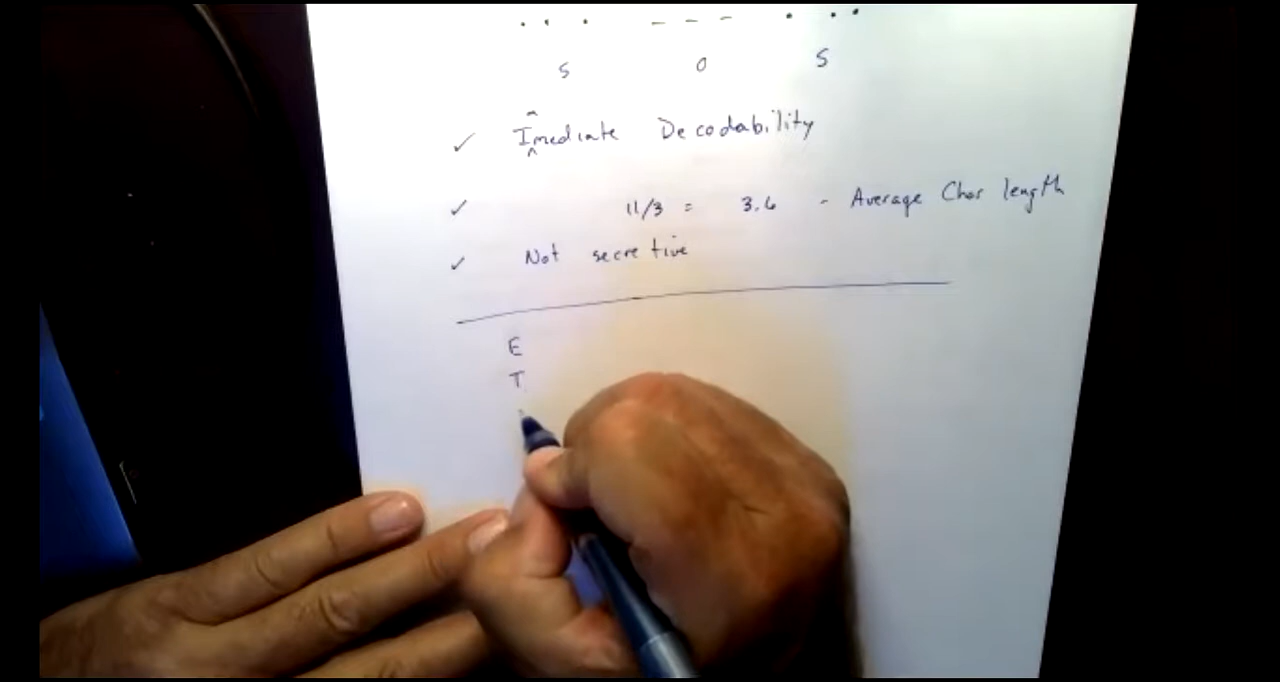 ... --- ...
S O S
✓ Imediate Decodability
✓ 11/3 = 3.6 - Average Char length
✓ Not secretive
E
T